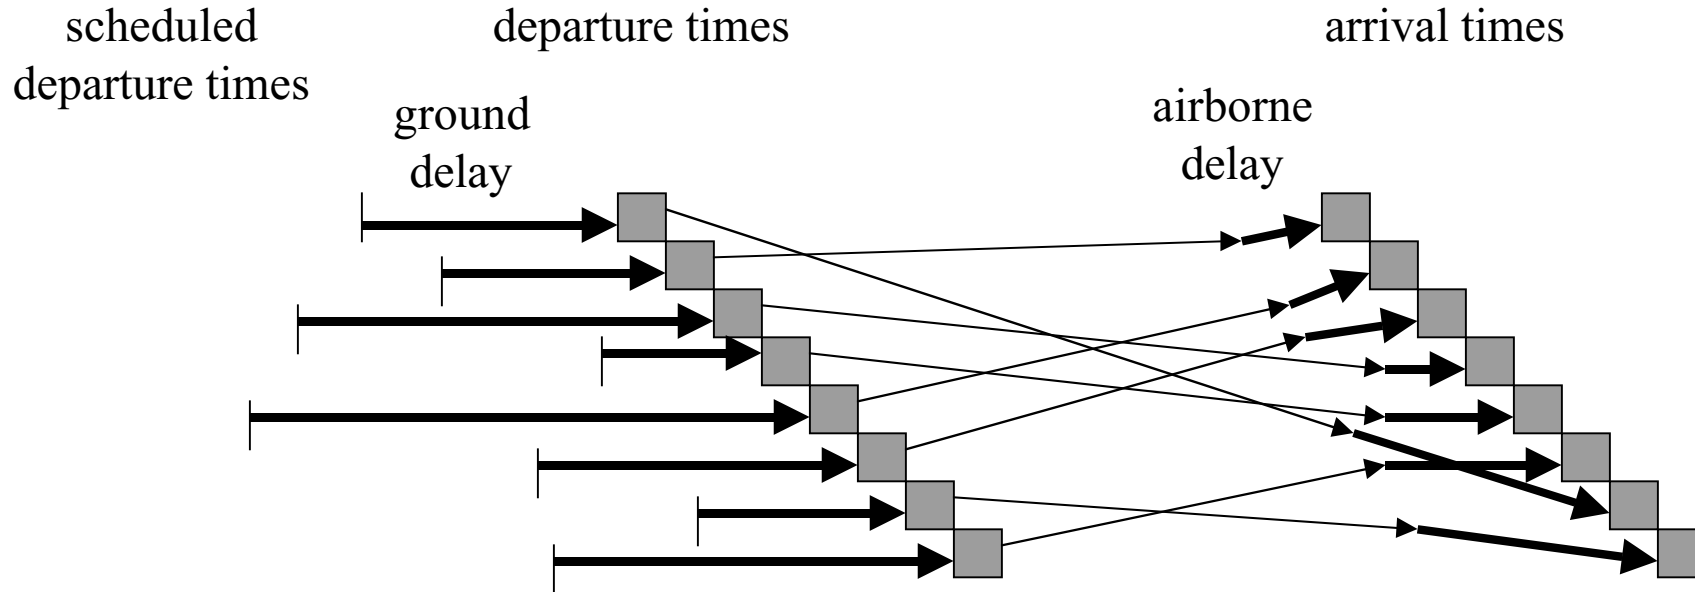 scheduled
departure times
departure times
arrival times
ground
delay
airborne
delay